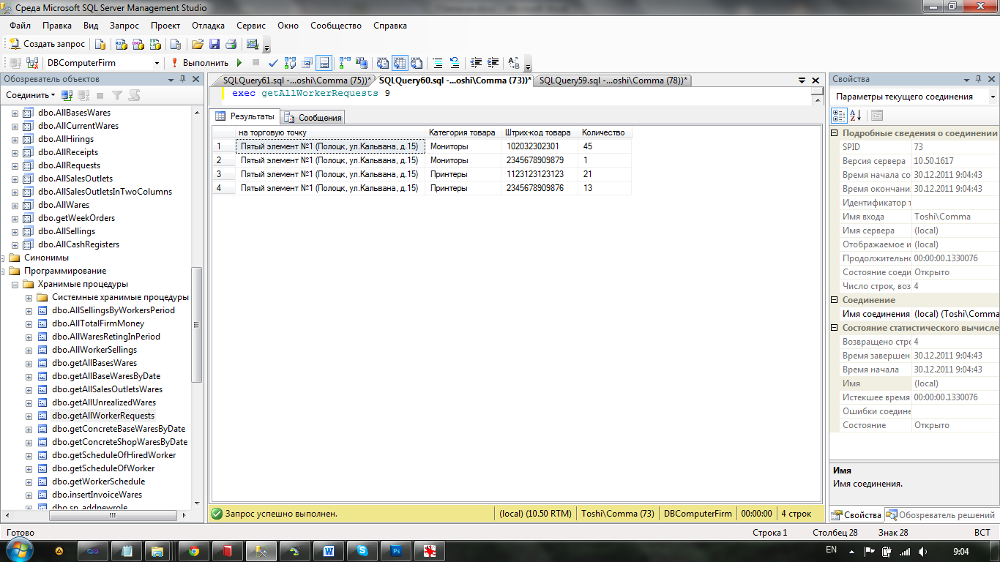 Среда Microsoft SQL Server Management Studio
Файл Правка Вид Запрос Проект Отладка Сервис Окно Сообщество Справка
Создать запрос
DBComputerFirm Выполнить
Обозреватель объектов
Соединить
dbo.AllBasesWares
dbo.AllCurrentWares
dbo.AllHirings
dbo.AllReceipts
dbo.AllRequests
dbo.AllSalesOutlets
dbo.AllSalesOutletsInTwoColumns
dbo.AllWares
dbo.getWeekOrders
dbo.AllSellings
dbo.AllCashRegisters
Синонимы
Программирование
Хранимые процедуры
Системные хранимые процедуры
dbo.AllSellingsByWorkersPeriod
dbo.AllTotalFirmMoney
dbo.AllWaresRetingInPeriod
dbo.AllWorkerSellings
dbo.getAllBasesWares
dbo.getAllBaseWaresByDate
dbo.getAllSalesOutletsWares
dbo.getAllUnrealizedWares
dbo.getAllWorkerRequests
dbo.getConcreteBaseWaresByDate
dbo.getConcreteShopWaresByDate
dbo.getScheduleOfHiredWorker
dbo.getScheduleOfWorker
dbo.getWorkerSchedule
dbo.insertInvoiceWares
dbo.sp_addnewrole
SQLQuery61.sql -...oshi\Comma (75))* SQLQuery60.sql -...oshi\Comma (73))* SQLQuery59.sql -...oshi\Comma (78))*
exec getAllWorkerRequests 9
Результаты Сообщения
на торговую точку Категория товара Штрих-код товара Количество
1 Пятый элемент №1 (Полоцк, ул.Кальвана, д.15) Мониторы 102032302301 45
2 Пятый элемент №1 (Полоцк, ул.Кальвана, д.15) Мониторы 2345678909879 1
3 Пятый элемент №1 (Полоцк, ул.Кальвана, д.15) Принтеры 1123123123123 21
4 Пятый элемент №1 (Полоцк, ул.Кальвана, д.15) Принтеры 2345678909876 13
Запрос успешно выполнен. (local) (10.50 RTM) Toshi\Comma (73) DBComputerFirm 00:00:00 4 строк
Свойства
Параметры текущего соединения
Подробные сведения о соединении
SPID 73
Версия сервера 10.50.1617
Время начала со 30.12.2011 9:04:43
Время окончани 30.12.2011 9:04:43
Идентификатор т
Имя входа Toshi\Comma
Имя сервера (local)
Отображаемое и (local)
Продолжительно 00:00:00.1330076
Состояние соеди Открыто
Число строк, воз 4
Соединение
Имя соединения (local) (Toshi\Comma
Состояние статистического вычисле
Возвращено стро 4
Время завершен 30.12.2011 9:04:43
Время начала 30.12.2011 9:04:43
Имя (local)
Истекшее время 00:00:00.1330076
Ошибки соедине
Состояние Открыто
Имя
Имя соединения.
Свойства Обозреватель решений
Готово Строка 1 Столбец 28 Знак 28 ВСТ
EN 9:04